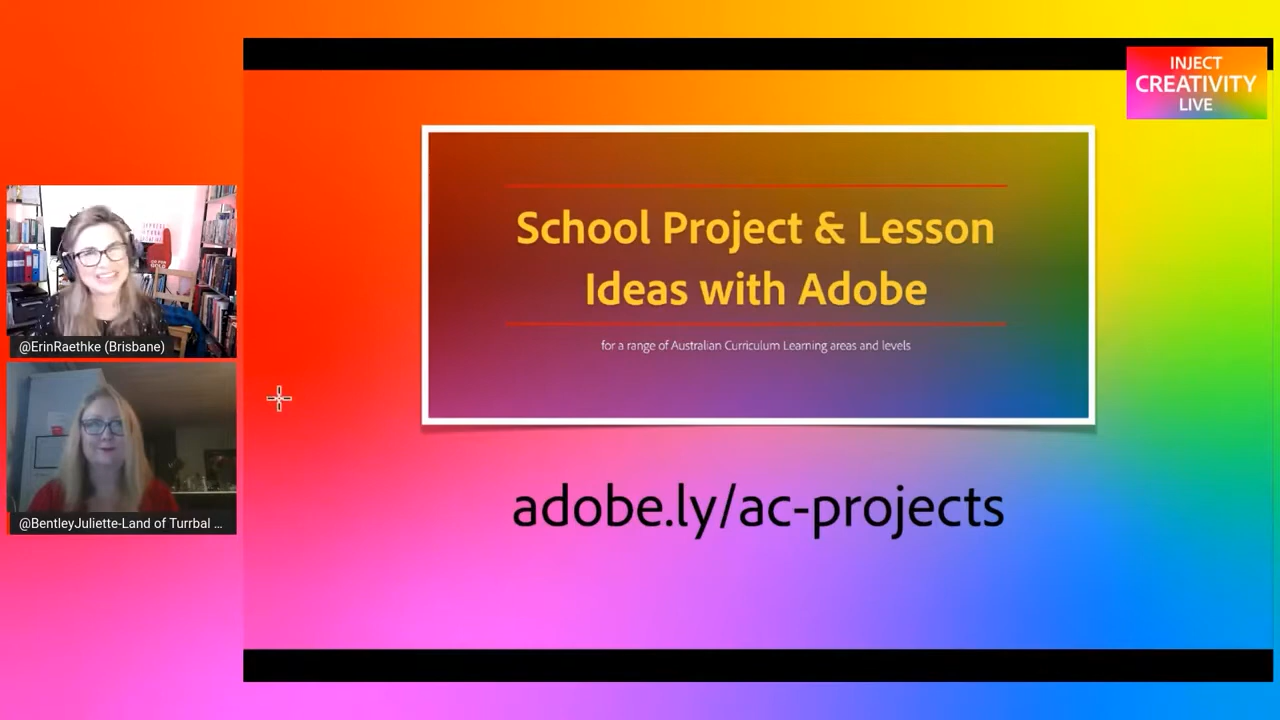 INJECT
CREATIVITY
LIVE
School Project & Lesson
Ideas with Adobe
for a range of Australian Curriculum Learning areas and levels
adobe.ly/ac-projects
@ErinRaethke (Brisbane)
@BentleyJuliette-Land of Turrbal ...